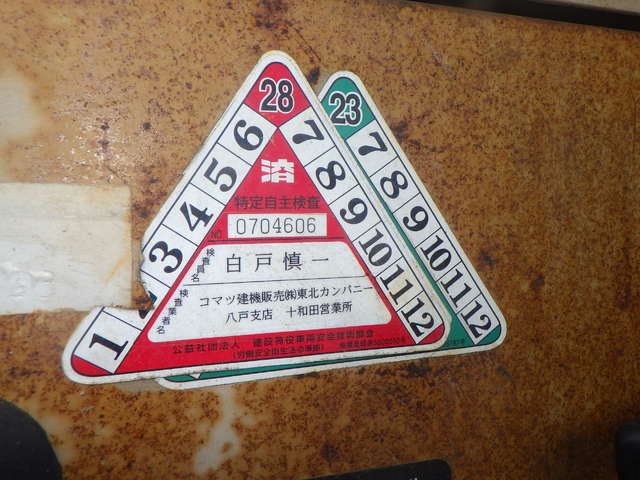 28
23
1 3 4 5 6
7 8 9 10 11 12
7 8 9 10 11 12
済
特定自主検査
NO. 0704606
検査者名
白戸慎一
検査業者名
コマツ建機販売㈱東北カンパニー
八戸支店 十和田営業所
公益社団法人 建設荷役車両安全技術協会